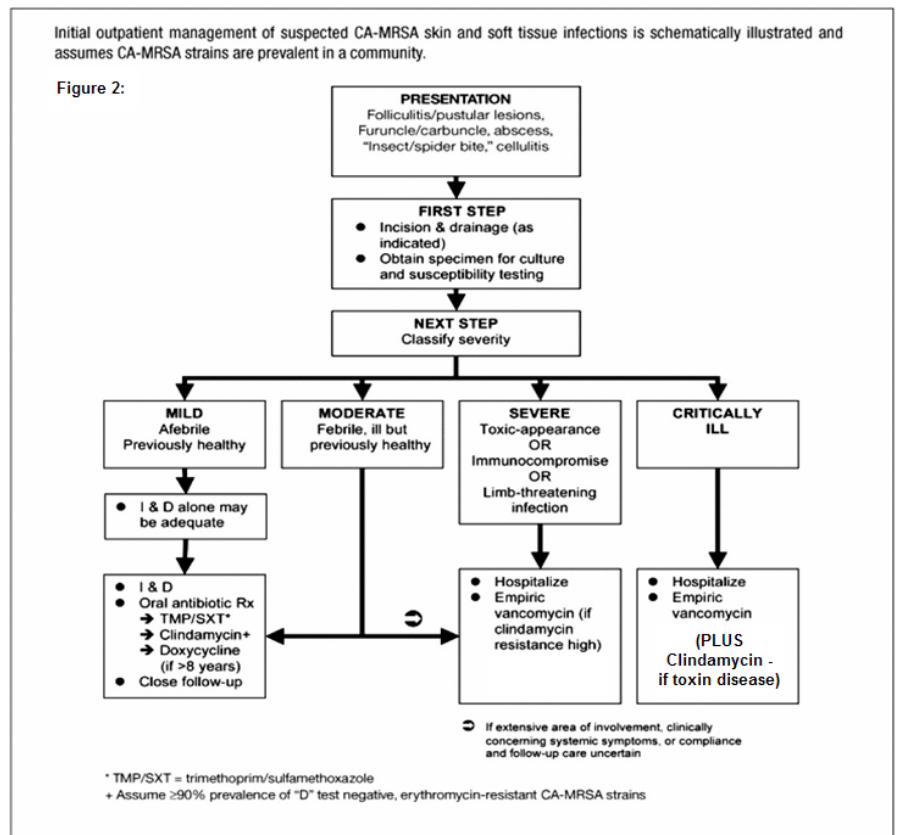 Initial outpatient management of suspected CA-MRSA skin and soft tissue infections is schematically illustrated and
assumes CA-MRSA strains are prevalent in a community.
Figure 2:
PRESENTATION
Folliculitis/pustular lesions,
Furuncle/carbuncle, abscess,
“Insect/spider bite,” cellulitis
FIRST STEP
● Incision & drainage (as
indicated)
● Obtain specimen for culture
and susceptibility testing
NEXT STEP
Classify severity
MILD
Afebrile
Previously healthy
MODERATE
Febrile, ill but
previously healthy
SEVERE
Toxic-appearance
OR
Immunocompromise
OR
Limb-threatening
infection
CRITICALLY
ILL
● I & D alone may
be adequate
● I & D
● Oral antibiotic Rx
➔ TMP/SXT*
➔ Clindamycin+
➔ Doxycycline
(if >8 years)
● Close follow-up
➲
● Hospitalize
● Empiric
vancomycin (if
clindamycin
resistance high)
● Hospitalize
● Empiric
vancomycin
(PLUS
Clindamycin -
if toxin disease)
➲ If extensive area of involvement, clinically
concerning systemic symptoms, or compliance
and follow-up care uncertain
* TMP/SXT = trimethoprim/sulfamethoxazole
+ Assume ≥90% prevalence of “D” test negative, erythromycin-resistant CA-MRSA strains